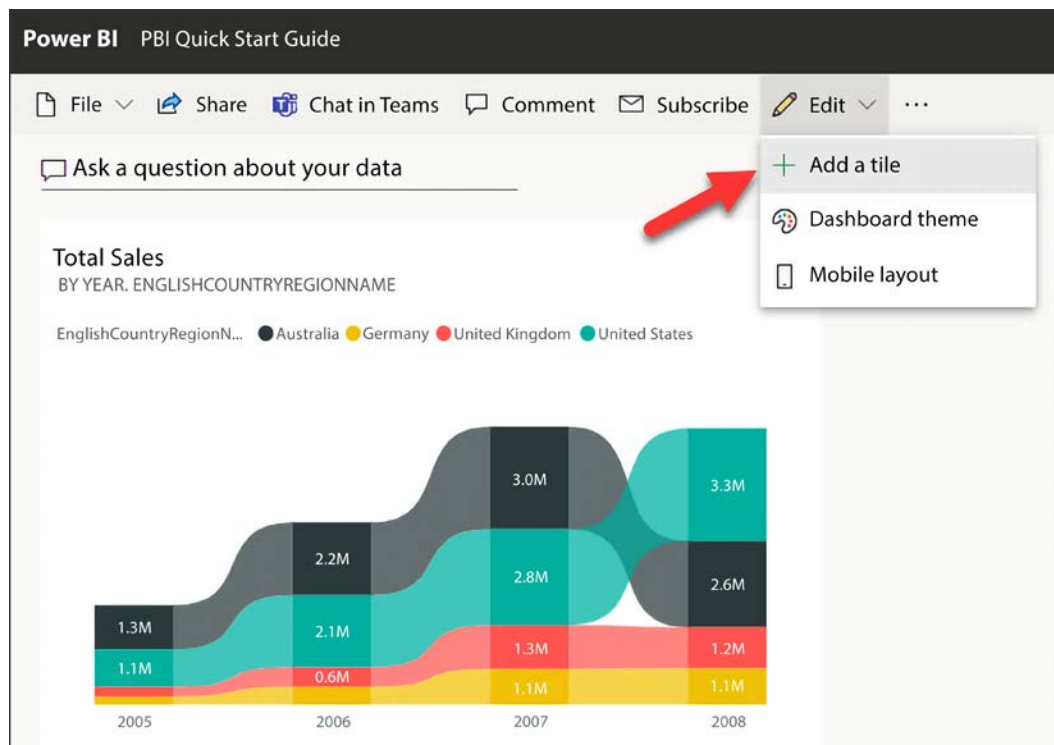 Power BI PBI Quick Start Guide
File Share Chat in Teams Comment Subscribe Edit ...
Ask a question about your data
Add a tile
Dashboard theme
Mobile layout
Total Sales
BY YEAR. ENGLISHCOUNTRYREGIONNAME
EnglishCountryRegionN... Australia Germany United Kingdom United States
3.0M
3.3M
2.2M
2.8M
2.6M
1.3M
2.1M
1.3M
1.2M
1.1M
0.6M
1.1M
1.1M
2005 2006 2007 2008